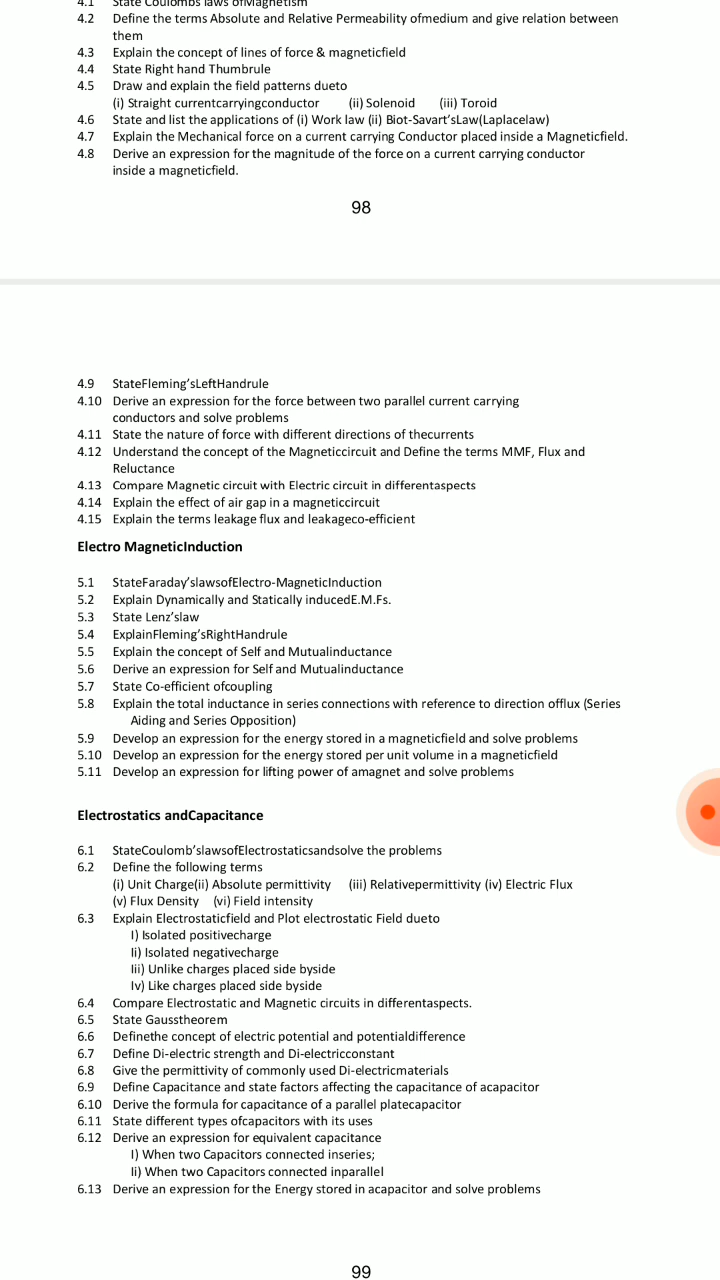 4.1 State Coulombs laws ofMagnetism
4.2 Define the terms Absolute and Relative Permeability ofmedium and give relation between
them
4.3 Explain the concept of lines of force & magneticfield
4.4 State Right hand Thumbrule
4.5 Draw and explain the field patterns dueto
(i) Straight currentcarryingconductor (ii) Solenoid (iii) Toroid
4.6 State and list the applications of (i) Work law (ii) Biot-Savart’sLaw(Laplacelaw)
4.7 Explain the Mechanical force on a current carrying Conductor placed inside a Magneticfield.
4.8 Derive an expression for the magnitude of the force on a current carrying conductor
inside a magneticfield.
98
4.9 StateFleming’sLeftHandrule
4.10 Derive an expression for the force between two parallel current carrying
conductors and solve problems
4.11 State the nature of force with different directions of thecurrents
4.12 Understand the concept of the Magneticcircuit and Define the terms MMF, Flux and
Reluctance
4.13 Compare Magnetic circuit with Electric circuit in differentaspects
4.14 Explain the effect of air gap in a magneticcircuit
4.15 Explain the terms leakage flux and leakageco-efficient
Electro MagneticInduction
5.1 StateFaraday’slawsofElectro-MagneticInduction
5.2 Explain Dynamically and Statically inducedE.M.Fs.
5.3 State Lenz’slaw
5.4 ExplainFleming’sRightHandrule
5.5 Explain the concept of Self and Mutualinductance
5.6 Derive an expression for Self and Mutualinductance
5.7 State Co-efficient ofcoupling
5.8 Explain the total inductance in series connections with reference to direction offlux (Series
Aiding and Series Opposition)
5.9 Develop an expression for the energy stored in a magneticfield and solve problems
5.10 Develop an expression for the energy stored per unit volume in a magneticfield
5.11 Develop an expression for lifting power of amagnet and solve problems
Electrostatics andCapacitance
6.1 StateCoulomb’slawsofElectrostaticsandsolve the problems
6.2 Define the following terms
(i) Unit Charge(ii) Absolute permittivity (iii) Relativepermittivity (iv) Electric Flux
(v) Flux Density (vi) Field intensity
6.3 Explain Electrostaticfield and Plot electrostatic Field dueto
I) Isolated positivecharge
Ii) Isolated negativecharge
Iii) Unlike charges placed side byside
Iv) Like charges placed side byside
6.4 Compare Electrostatic and Magnetic circuits in differentaspects.
6.5 State Gausstheorem
6.6 Definethe concept of electric potential and potentialdifference
6.7 Define Di-electric strength and Di-electricconstant
6.8 Give the permittivity of commonly used Di-electricmaterials
6.9 Define Capacitance and state factors affecting the capacitance of acapacitor
6.10 Derive the formula for capacitance of a parallel platecapacitor
6.11 State different types ofcapacitors with its uses
6.12 Derive an expression for equivalent capacitance
I) When two Capacitors connected inseries;
Ii) When two Capacitors connected inparallel
6.13 Derive an expression for the Energy stored in acapacitor and solve problems
99